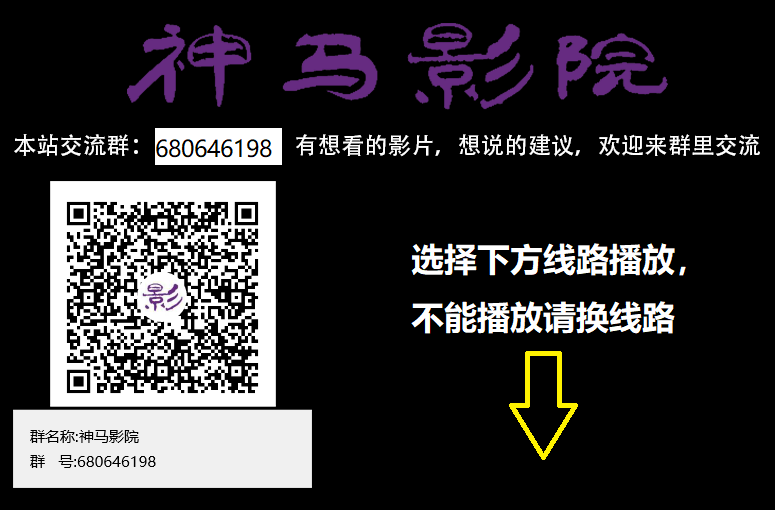 神马影院
本站交流群：680646198 有想看的影片，想说的建议，欢迎来群里交流
影
选择下方线路播放，
不能播放请换线路
群名称:神马影院
群 号:680646198